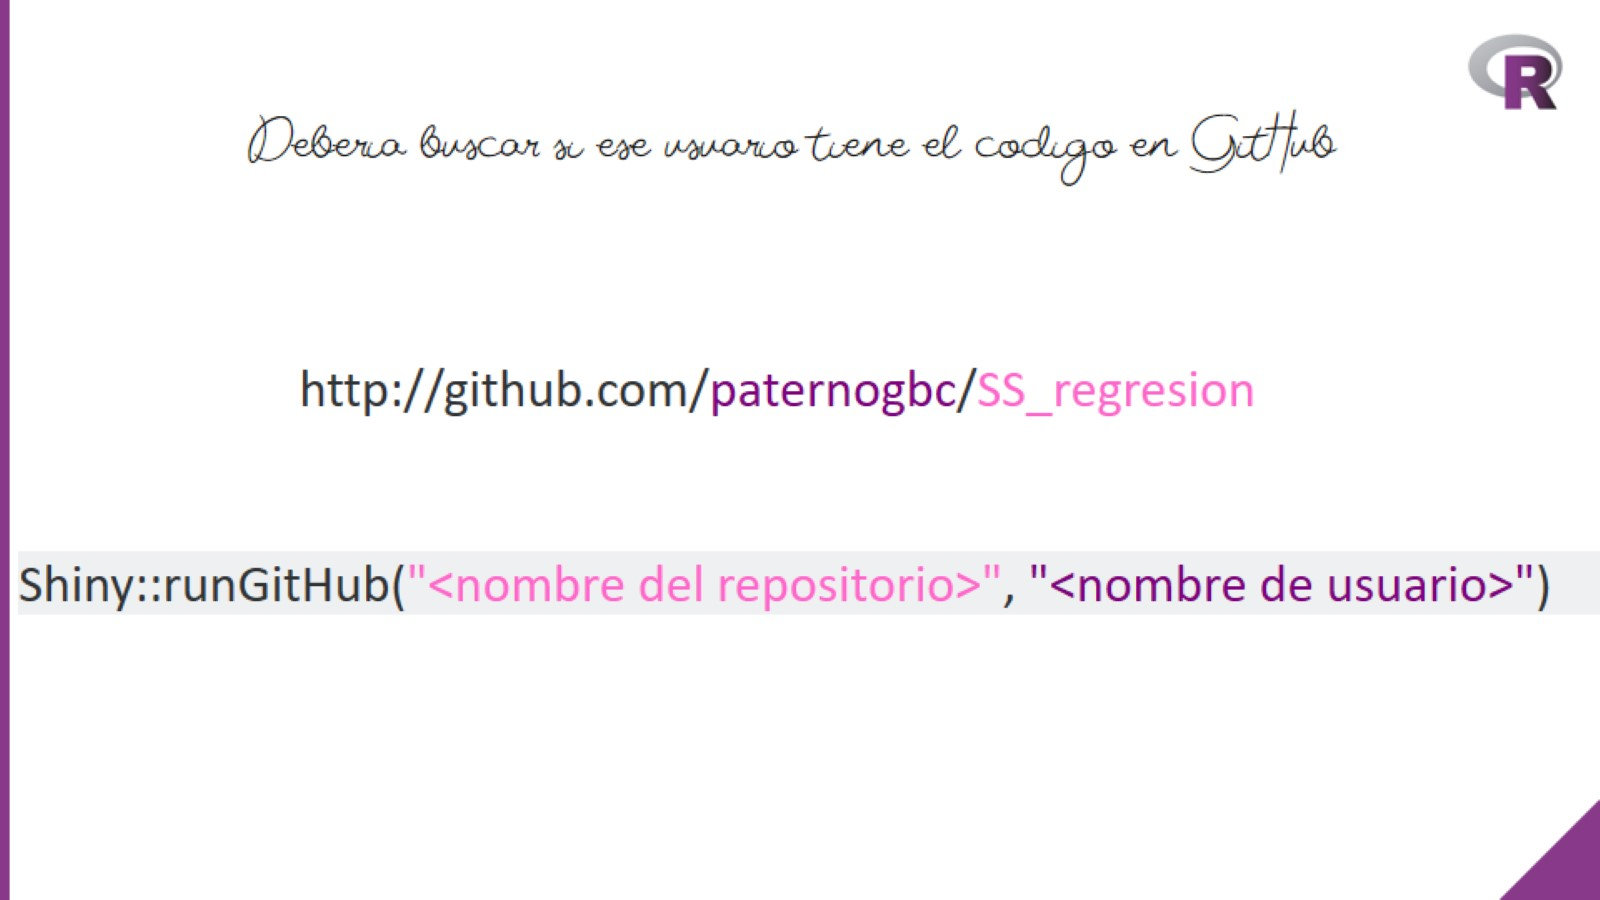 Deberia buscar si ese usuario tiene el codigo en GitHub
R
http://github.com/paternogbc/SS_regresion
Shiny::runGitHub("<nombre del repositorio>", "<nombre de usuario>")